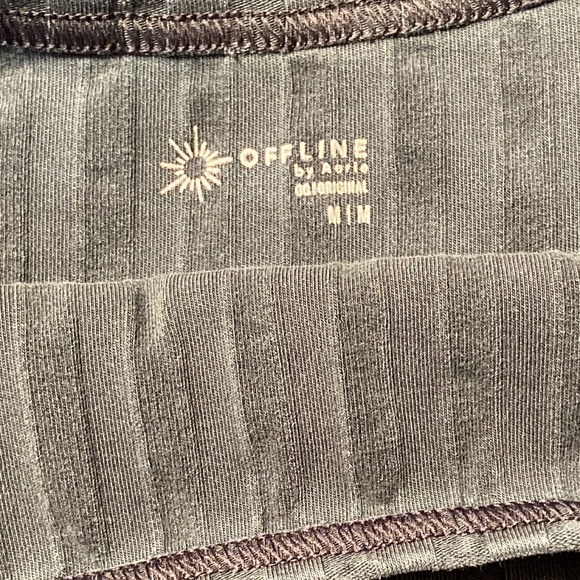 OFFLINE
by Aerie
OG|ORIGINAL
M | M